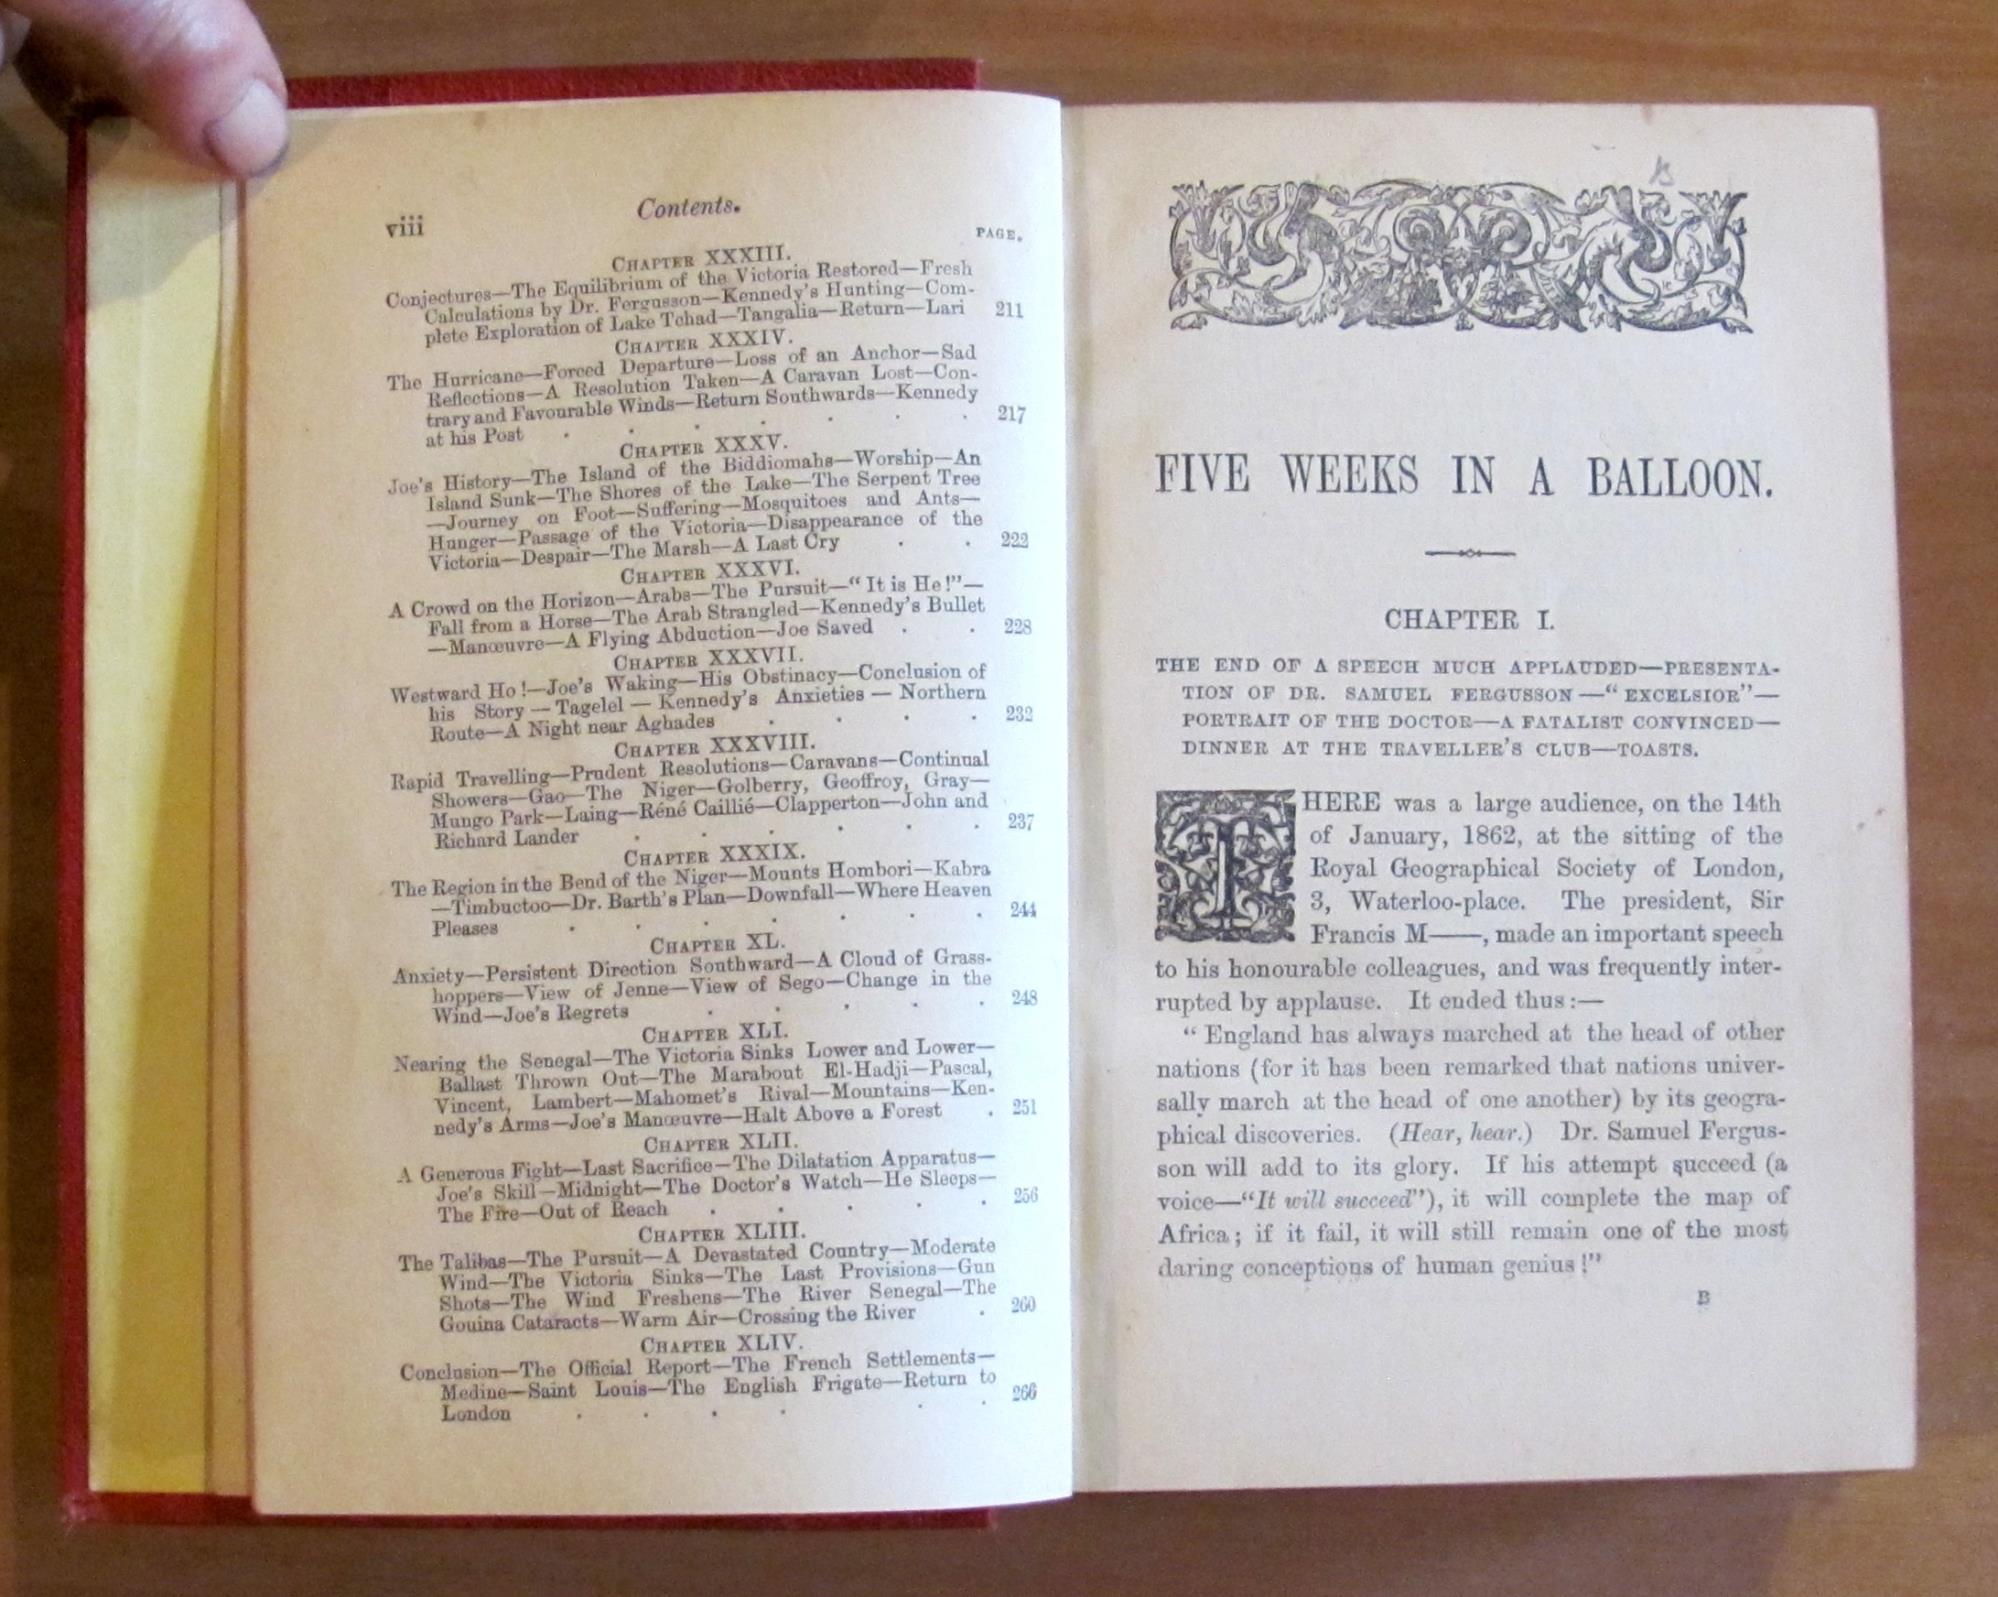 viii
Contents.
PAGE.
CHAPTER XXXIII.
Conjectures—The Equilibrium of the Victoria Restored—Fresh
Calculations by Dr. Fergusson—Kennedy's Hunting—Com-
plete Exploration of Lake Tchad—Tangalia—Return—Lari 211
CHAPTER XXXIV.
The Hurricane—Forced Departure—Loss of an Anchor—Sad
Reflections—A Resolution Taken—A Caravan Lost—Con-
trary and Favourable Winds—Return Southwards—Kennedy
at his Post . . . . . . . 217
CHAPTER XXXV.
Joe's History—The Island of the Biddiomahs—Worship—An
Island Sunk—The Shores of the Lake—The Serpent Tree
—Journey on Foot—Suffering—Mosquitoes and Ants—
Hunger—Passage of the Victoria—Disappearance of the
Victoria—Despair—The Marsh—A Last Cry . . 222
CHAPTER XXXVI.
A Crowd on the Horizon—Arabs—The Pursuit—“It is He!”—
Fall from a Horse—The Arab Strangled—Kennedy's Bullet
—Manœuvre—A Flying Abduction—Joe Saved . . 228
CHAPTER XXXVII.
Westward Ho!—Joe's Waking—His Obstinacy—Conclusion of
his Story—Tagelel—Kennedy's Anxieties—Northern
Route—A Night near Aghades . . . . 232
CHAPTER XXXVIII.
Rapid Travelling—Prudent Resolutions—Caravans—Continual
Showers—Gao—The Niger—Golberry, Geoffroy, Gray—
Mungo Park—Laing—Réné Caillié—Clapperton—John and
Richard Lander . . . . . . 237
CHAPTER XXXIX.
The Region in the Bend of the Niger—Mounts Hombori—Kabra
—Timbuctoo—Dr. Barth's Plan—Downfall—Where Heaven
Pleases . . . . . . . 244
CHAPTER XL.
Anxiety—Persistent Direction Southward—A Cloud of Grass-
hoppers—View of Jenne—View of Sego—Change in the
Wind—Joe's Regrets . . . . . 248
CHAPTER XLI.
Nearing the Senegal—The Victoria Sinks Lower and Lower—
Ballast Thrown Out—The Marabout El-Hadji—Pascal,
Vincent, Lambert—Mahomet's Rival—Mountains—Ken-
nedy's Arms—Joe's Manœuvre—Halt Above a Forest . 251
CHAPTER XLII.
A Generous Fight—Last Sacrifice—The Dilatation Apparatus—
Joe's Skill—Midnight—The Doctor's Watch—He Sleeps—
The Fire—Out of Reach . . . . . 256
CHAPTER XLIII.
The Talibas—The Pursuit—A Devastated Country—Moderate
Wind—The Victoria Sinks—The Last Provisions—Gun
Shots—The Wind Freshens—The River Senegal—The
Gouina Cataracts—Warm Air—Crossing the River . 260
CHAPTER XLIV.
Conclusion—The Official Report—The French Settlements—
Medine—Saint Louis—The English Frigate—Return to
London . . . . . . 266
FIVE WEEKS IN A BALLOON.
CHAPTER I.
THE END OF A SPEECH MUCH APPLAUDED—PRESENTA-
TION OF DR. SAMUEL FERGUSSON—“EXCELSIOR”—
PORTRAIT OF THE DOCTOR—A FATALIST CONVINCED—
DINNER AT THE TRAVELLER'S CLUB—TOASTS.
THERE was a large audience, on the 14th
of January, 1862, at the sitting of the
Royal Geographical Society of London,
3, Waterloo-place. The president, Sir
Francis M——, made an important speech
to his honourable colleagues, and was frequently inter-
rupted by applause. It ended thus:—
“England has always marched at the head of other
nations (for it has been remarked that nations univer-
sally march at the head of one another) by its geogra-
phical discoveries. (Hear, hear.) Dr. Samuel Fergus-
son will add to its glory. If his attempt succeed (a
voice—“It will succeed”), it will complete the map of
Africa; if it fail, it will still remain one of the most
daring conceptions of human genius!”
B